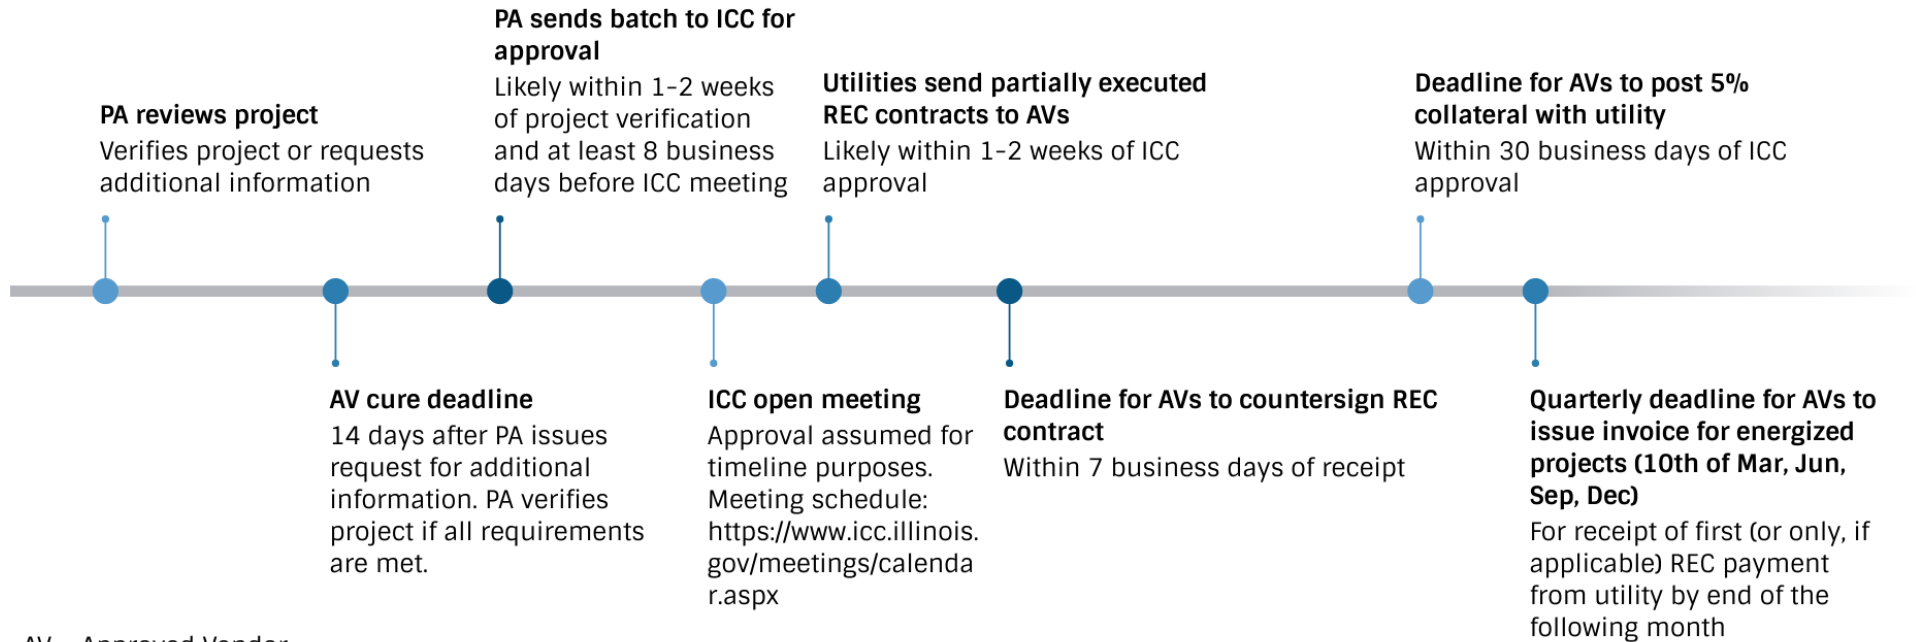 PA reviews project
Verifies project or requests
additional information
AV cure deadline
14 days after PA issues
request for additional
information. PA verifies
project if all requirements
are met.
PA sends batch to ICC for
approval
Likely within 1-2 weeks
of project verification
and at least 8 business
days before ICC meeting
ICC open meeting
Approval assumed for
timeline purposes.
Meeting schedule:
https://www.icc.illinois.
gov/meetings/calenda
r.aspx
Utilities send partially executed
REC contracts to AVs
Likely within 1-2 weeks of ICC
approval
Deadline for AVs to countersign REC
contract
Within 7 business days of receipt
Deadline for AVs to post 5%
collateral with utility
Within 30 business days of ICC
approval
Quarterly deadline for AVs to
issue invoice for energized
projects (10th of Mar, Jun,
Sep, Dec)
For receipt of first (or only, if
applicable) REC payment
from utility by end of the
following month
AV – Approved Vendor